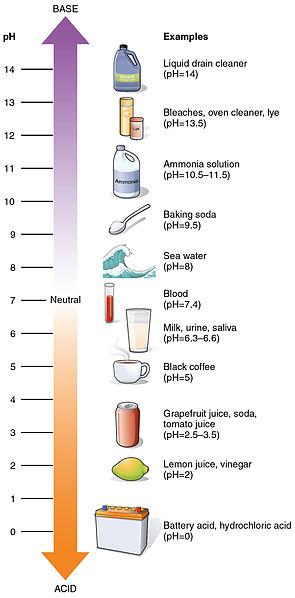 BASE
pH
Examples
14
Liquid drain cleaner
(pH=14)
13
Bleaches, oven cleaner, lye
(pH=13.5)
Lye
12
11
Ammonia solution
(pH=10.5–11.5)
Ammonia
10
Baking soda
(pH=9.5)
9
Sea water
(pH=8)
8
Blood
(pH=7.4)
7
Neutral
Milk, urine, saliva
(pH=6.3–6.6)
6
Black coffee
(pH=5)
5
4
Grapefruit juice, soda,
tomato juice
(pH=2.5–3.5)
3
Lemon juice, vinegar
(pH=2)
2
1
Battery acid, hydrochloric acid
(pH=0)
0
ACID